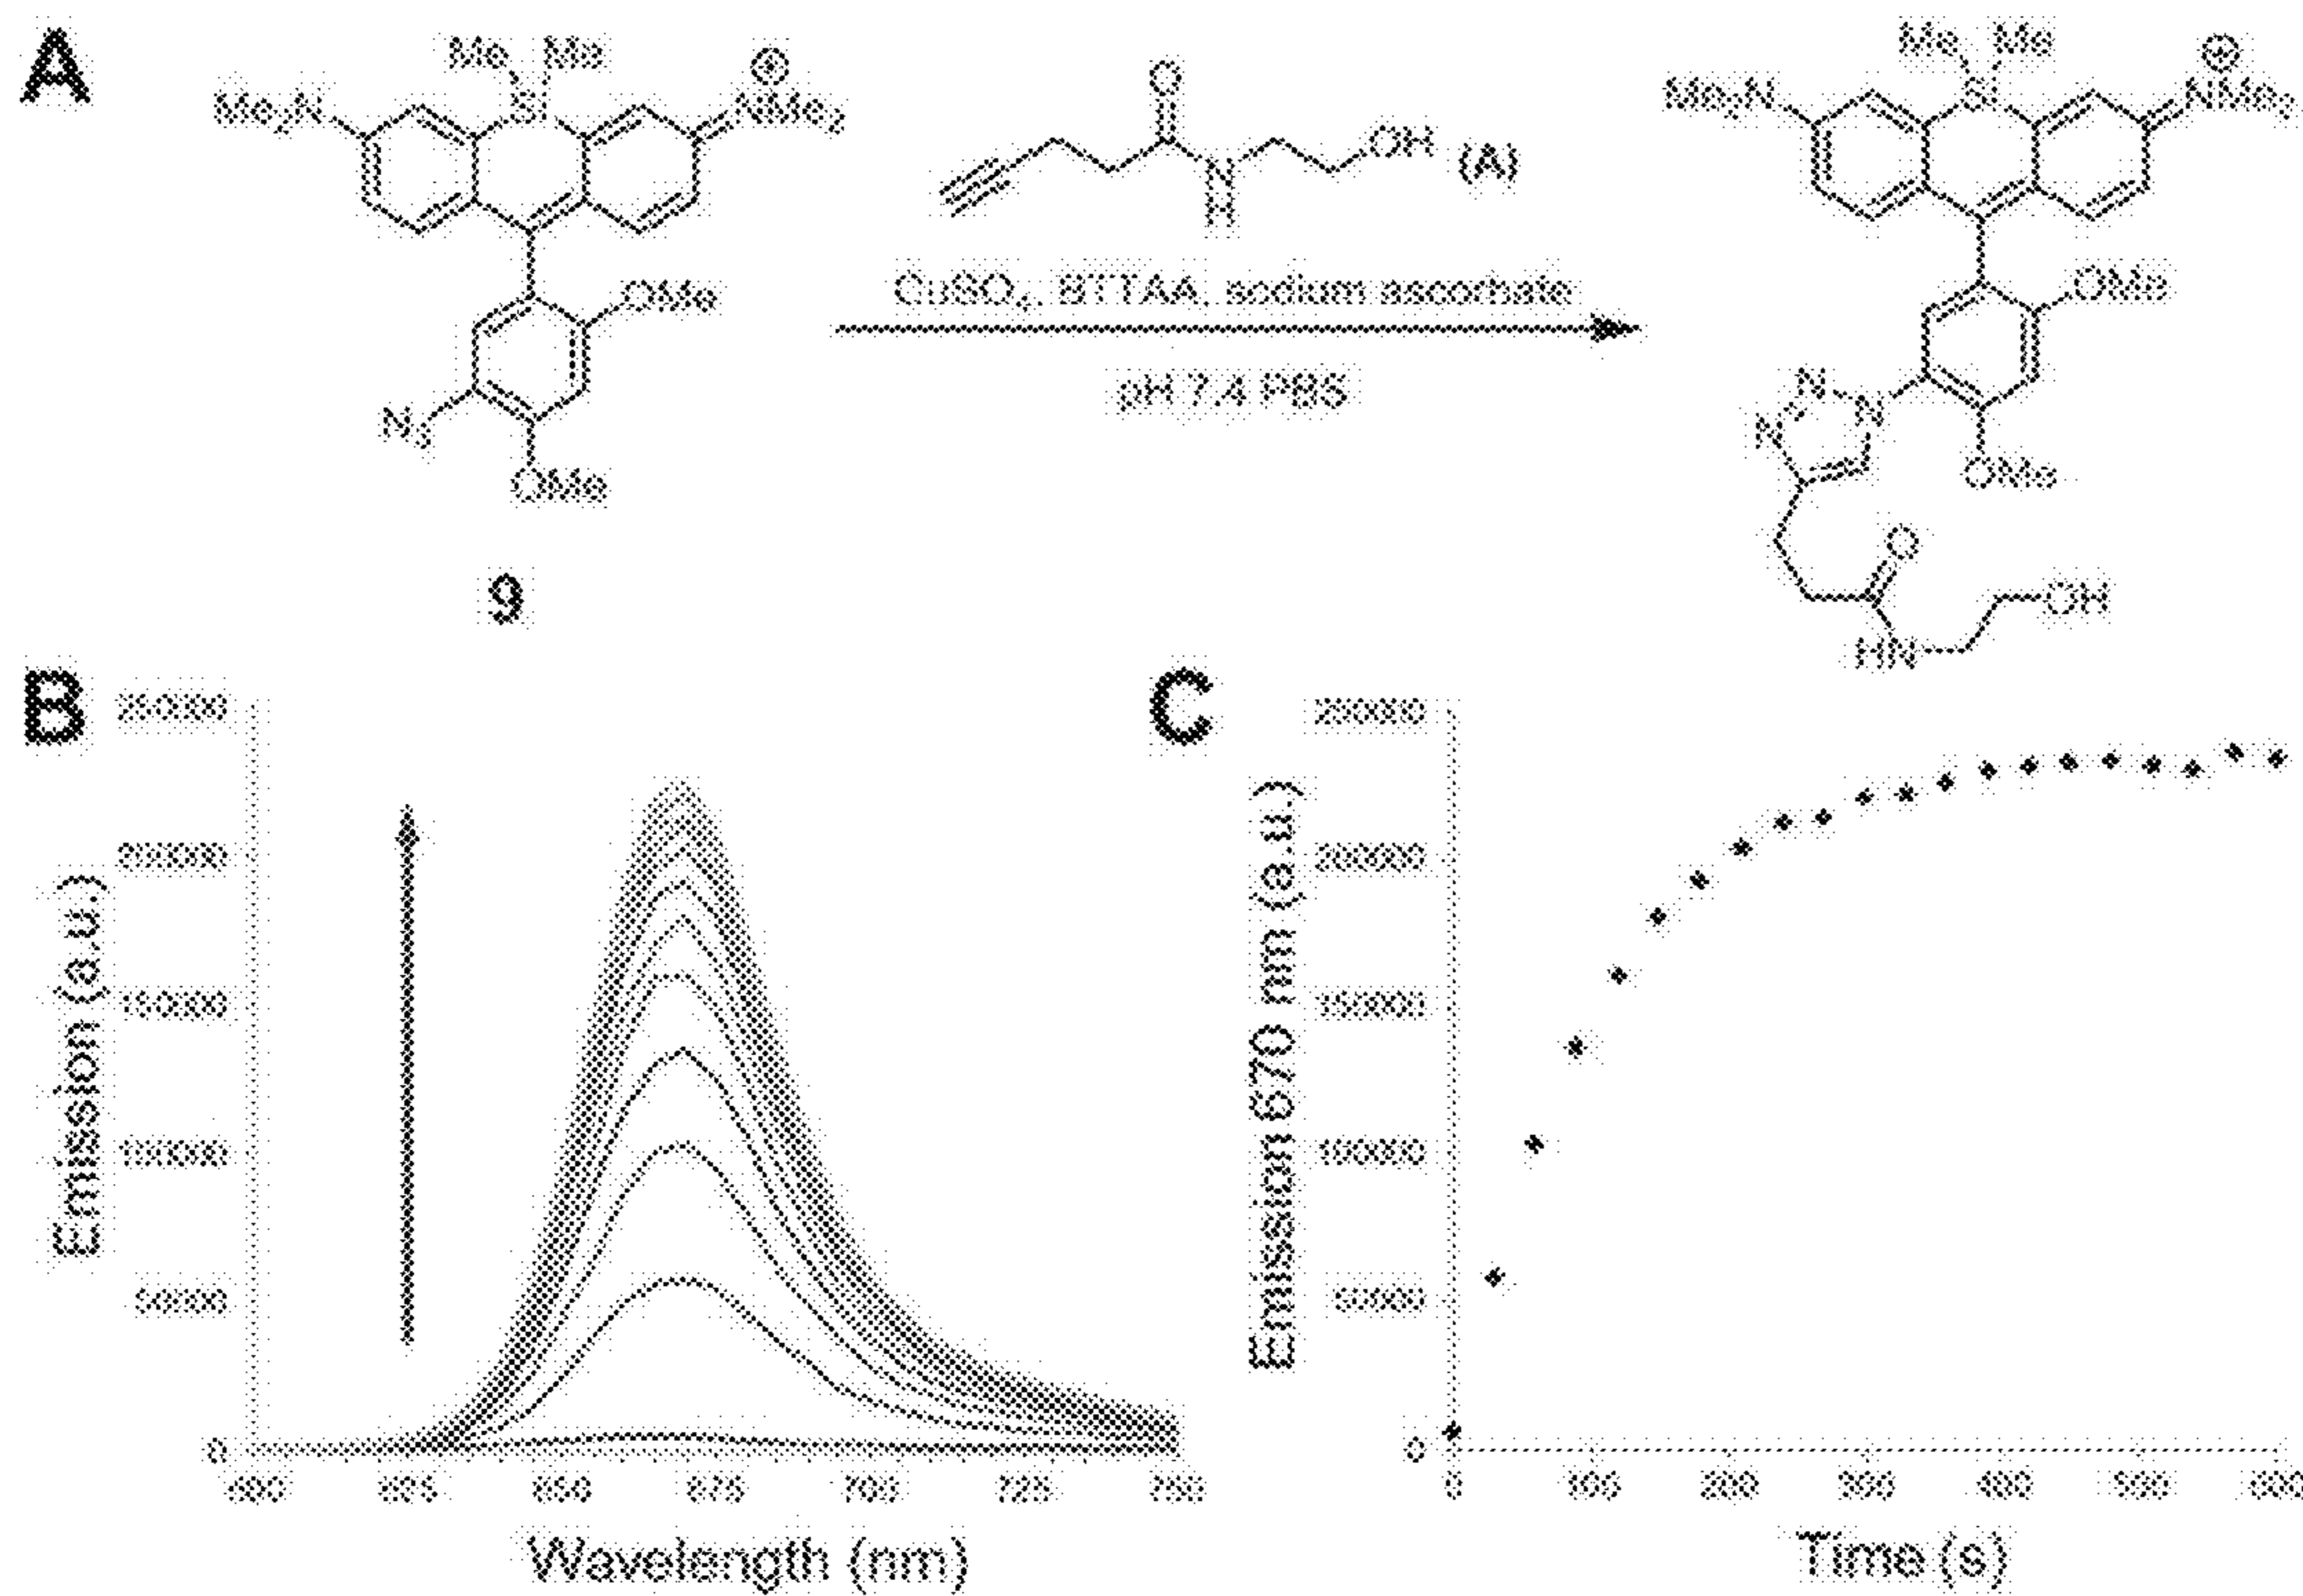 A
Me Me
Me₂N Si ⊕ NMe₂
OMe
N₃
OMe
9
O
OH (A)
N
H
CuSO₄, BTTAA, sodium ascorbate
pH 7.4 PBS
Me Me
Me₂N Si ⊕ NMe₂
OMe
N
N N
OMe
O
OH
HN
B
Emission (a.u.)
25000
20000
15000
10000
5000
0
600 625 650 675 700 725 750
Wavelength (nm)
C
Emission 670 nm (a.u.)
25000
20000
15000
10000
5000
0
0 100 200 300 400 500 600
Time (s)